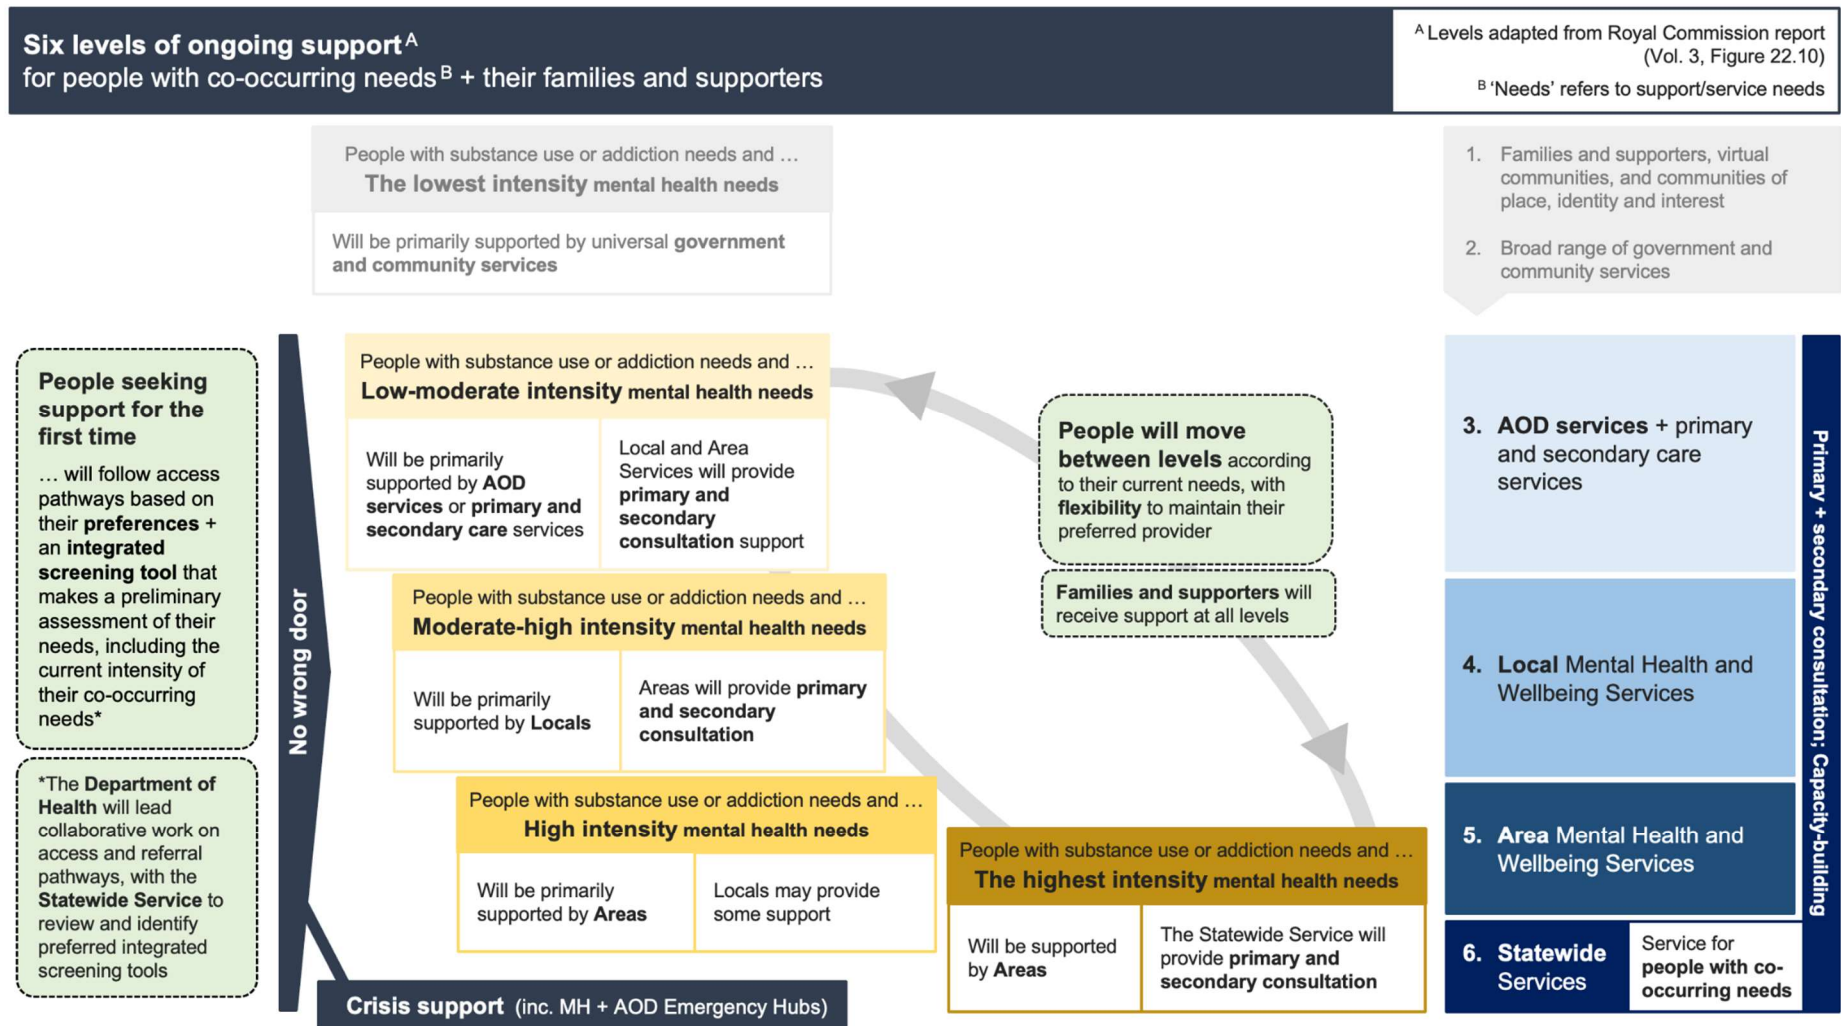 Six levels of ongoing support A
for people with co-occurring needs B + their families and supporters
A Levels adapted from Royal Commission report
(Vol. 3, Figure 22.10)
B 'Needs' refers to support/service needs
People with substance use or addiction needs and …
The lowest intensity mental health needs
Will be primarily supported by universal government
and community services
1. Families and supporters, virtual
communities, and communities of
place, identity and interest
2. Broad range of government and
community services
People seeking
support for the
first time
… will follow access
pathways based on
their preferences +
an integrated
screening tool that
makes a preliminary
assessment of their
needs, including the
current intensity of
their co-occurring
needs*
*The Department of
Health will lead
collaborative work on
access and referral
pathways, with the
Statewide Service to
review and identify
preferred integrated
screening tools
No wrong door
People with substance use or addiction needs and …
Low-moderate intensity mental health needs
Will be primarily
supported by AOD
services or primary and
secondary care services
Local and Area
Services will provide
primary and
secondary
consultation support
People with substance use or addiction needs and …
Moderate-high intensity mental health needs
Will be primarily
supported by Locals
Areas will provide primary
and secondary
consultation
People with substance use or addiction needs and …
High intensity mental health needs
Will be primarily
supported by Areas
Locals may provide
some support
People with substance use or addiction needs and …
The highest intensity mental health needs
Will be supported
by Areas
The Statewide Service will
provide primary and
secondary consultation
Crisis support (inc. MH + AOD Emergency Hubs)
People will move
between levels according
to their current needs, with
flexibility to maintain their
preferred provider
Families and supporters will
receive support at all levels
3. AOD services + primary
and secondary care
services
4. Local Mental Health and
Wellbeing Services
5. Area Mental Health and
Wellbeing Services
6. Statewide
Services
Service for
people with co-
occurring needs
Primary + secondary consultation; Capacity-building